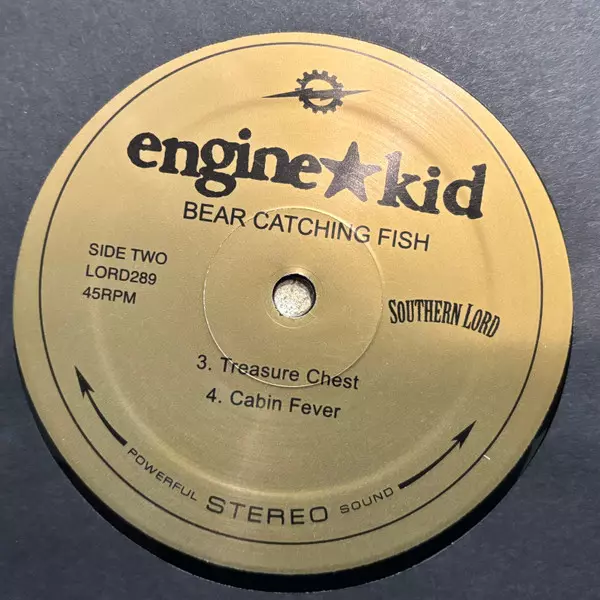 engine★kid
BEAR CATCHING FISH
SIDE TWO
LORD289
45RPM
SOUTHERN LORD
3. Treasure Chest
4. Cabin Fever
POWERFUL STEREO SOUND